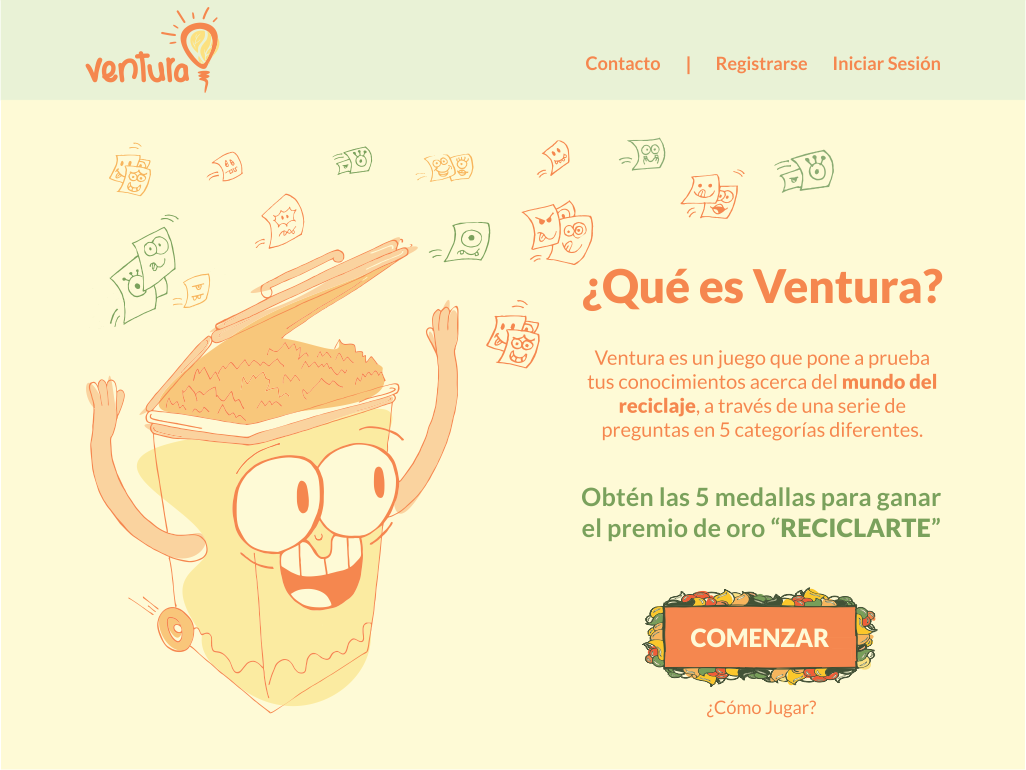 ventura
Contacto | Registrarse Iniciar Sesión
¿Qué es Ventura?
Ventura es un juego que pone a prueba
tus conocimientos acerca del mundo del
reciclaje, a través de una serie de
preguntas en 5 categorías diferentes.
Obtén las 5 medallas para ganar
el premio de oro “RECICLARTE”
COMENZAR
¿Cómo Jugar?